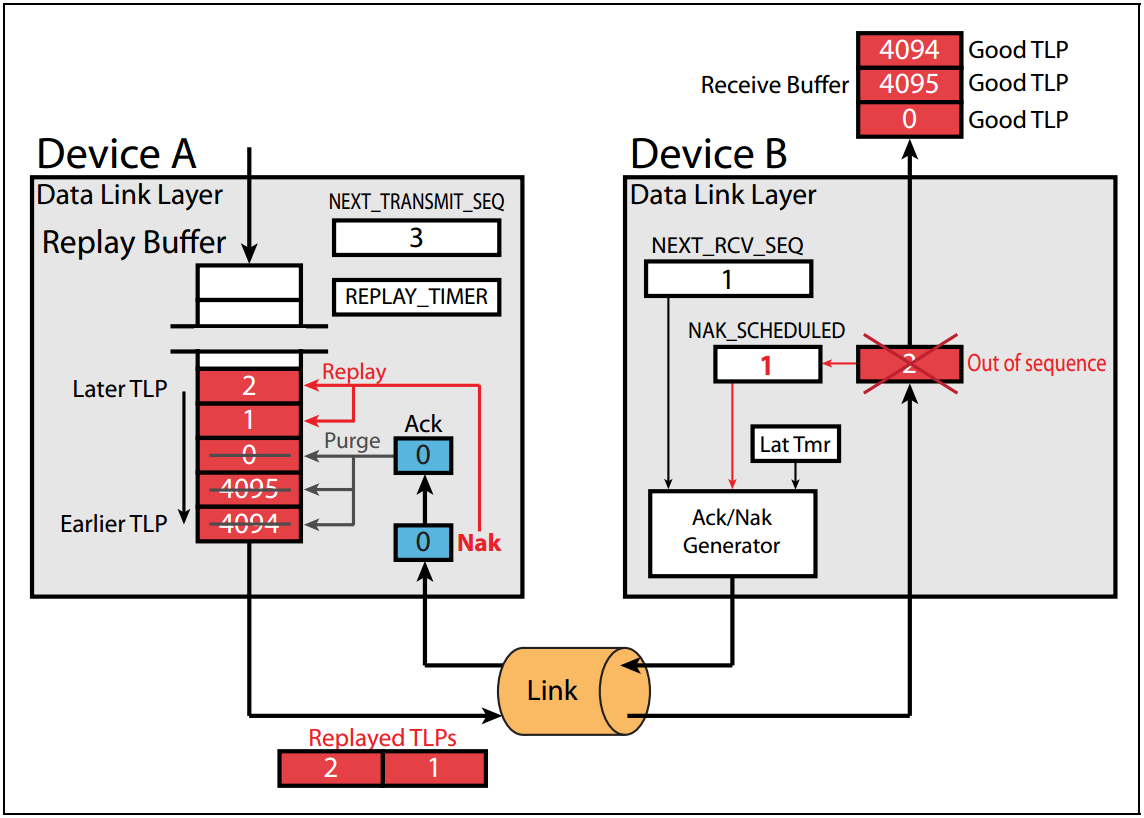 4094 Good TLP
Receive Buffer 4095 Good TLP
0 Good TLP
Device A
Data Link Layer
Replay Buffer
NEXT_TRANSMIT_SEQ
3
REPLAY_TIMER
Later TLP
Earlier TLP
2
1
0
4095
4094
Replay
Purge
Ack
0
0 Nak
Device B
Data Link Layer
NEXT_RCV_SEQ
1
NAK_SCHEDULED
1
2 Out of sequence
Lat Tmr
Ack/Nak
Generator
Link
Replayed TLPs
2 1